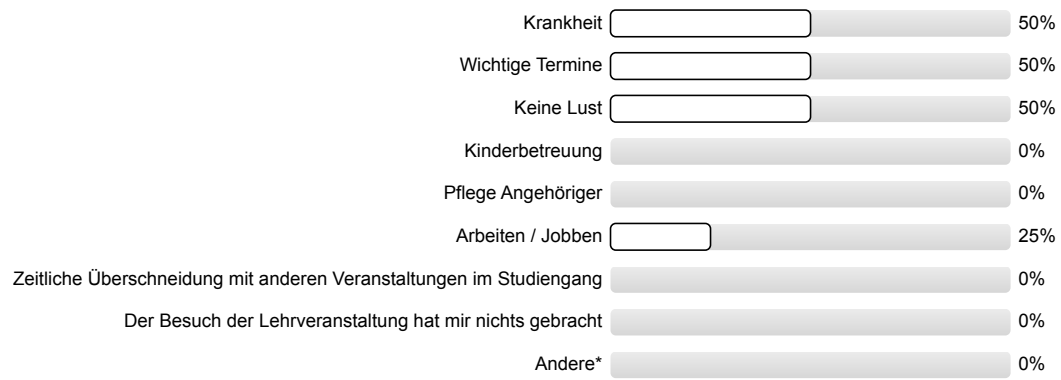 Krankheit 50%
Wichtige Termine 50%
Keine Lust 50%
Kinderbetreuung 0%
Pflege Angehöriger 0%
Arbeiten / Jobben 25%
Zeitliche Überschneidung mit anderen Veranstaltungen im Studiengang 0%
Der Besuch der Lehrveranstaltung hat mir nichts gebracht 0%
Andere* 0%